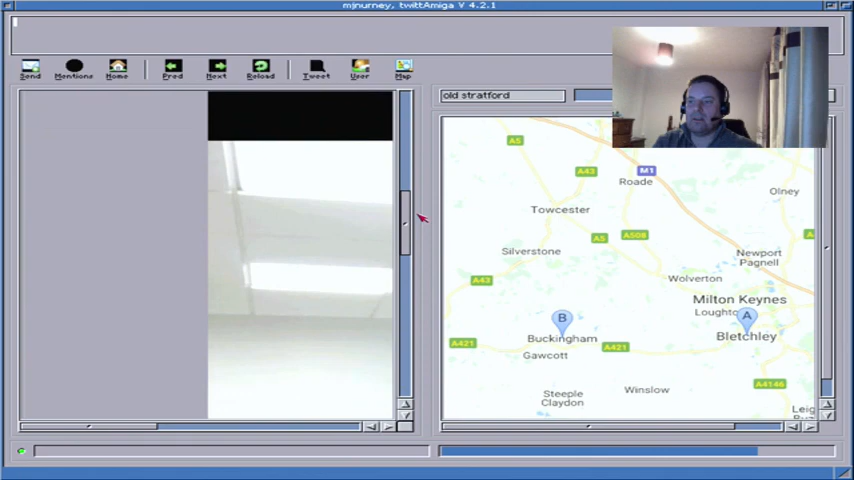 mjnurney, twittAmiga V 4.2.1
Send Mentions Home Pred Next Reload Tweet User Map
old stratford
A5
M1
A43
Roade
Olney
Towcester
A5 A508
Silverstone
Newport
Pagnell
Wolverton
A43
Milton Keynes
B
A
Buckingham
Bletchley
A421
A421
Gawcott
A4146
Steeple
Claydon
Winslow